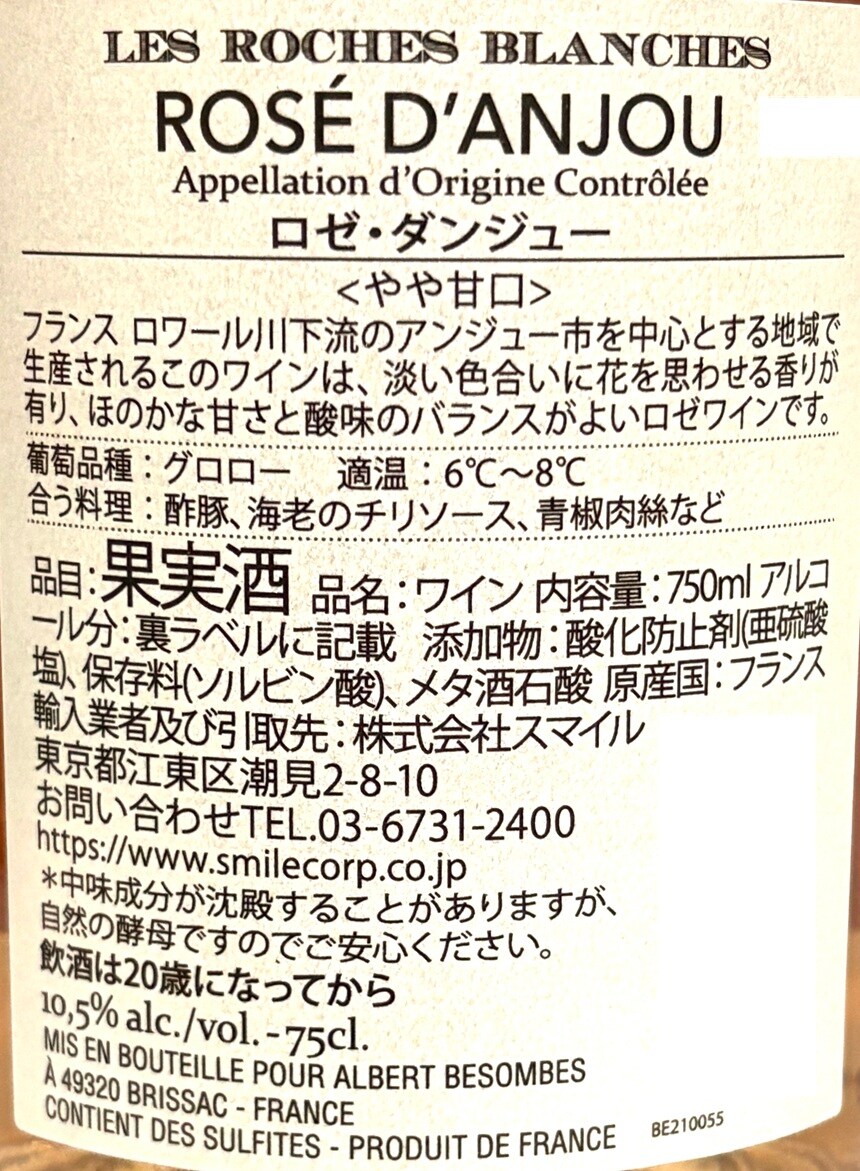 LES ROCHES BLANCHES
ROSÉ D'ANJOU
Appellation d'Origine Contrôlée
ロゼ・ダンジュー
<やや甘口>
フランス ロワール川下流のアンジュー市を中心とする地域で
生産されるこのワインは、淡い色合いに花を思わせる香りが
有り、ほのかな甘さと酸味のバランスがよいロゼワインです。
葡萄品種：グロロー 適温：6℃～8℃
合う料理：酢豚、海老のチリソース、青椒肉絲など
品目：果実酒 品名：ワイン 内容量：750ml アルコ
ール分：裏ラベルに記載 添加物：酸化防止剤(亜硫酸
塩)、保存料(ソルビン酸)、メタ酒石酸 原産国：フランス
輸入業者及び引取先：株式会社スマイル
東京都江東区潮見2-8-10
お問い合わせTEL.03-6731-2400
https://www.smilecorp.co.jp
＊中味成分が沈殿することがありますが、
自然の酵母ですのでご安心ください。
飲酒は20歳になってから
10,5% alc./vol.-75cl.
MIS EN BOUTEILLE POUR ALBERT BESOMBES
À 49320 BRISSAC - FRANCE
CONTIENT DES SULFITES - PRODUIT DE FRANCE BE210055